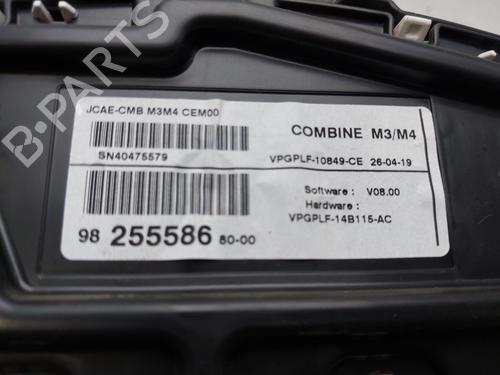 B-PARTS
JCAE-CMB M3M4 CEM00
SN40475579
COMBINE M3/M4
VPGPLF-10849-CE 26-04-19
Software : V08.00
Hardware :
VPGPLF-14B115-AC
98 255586 80-00